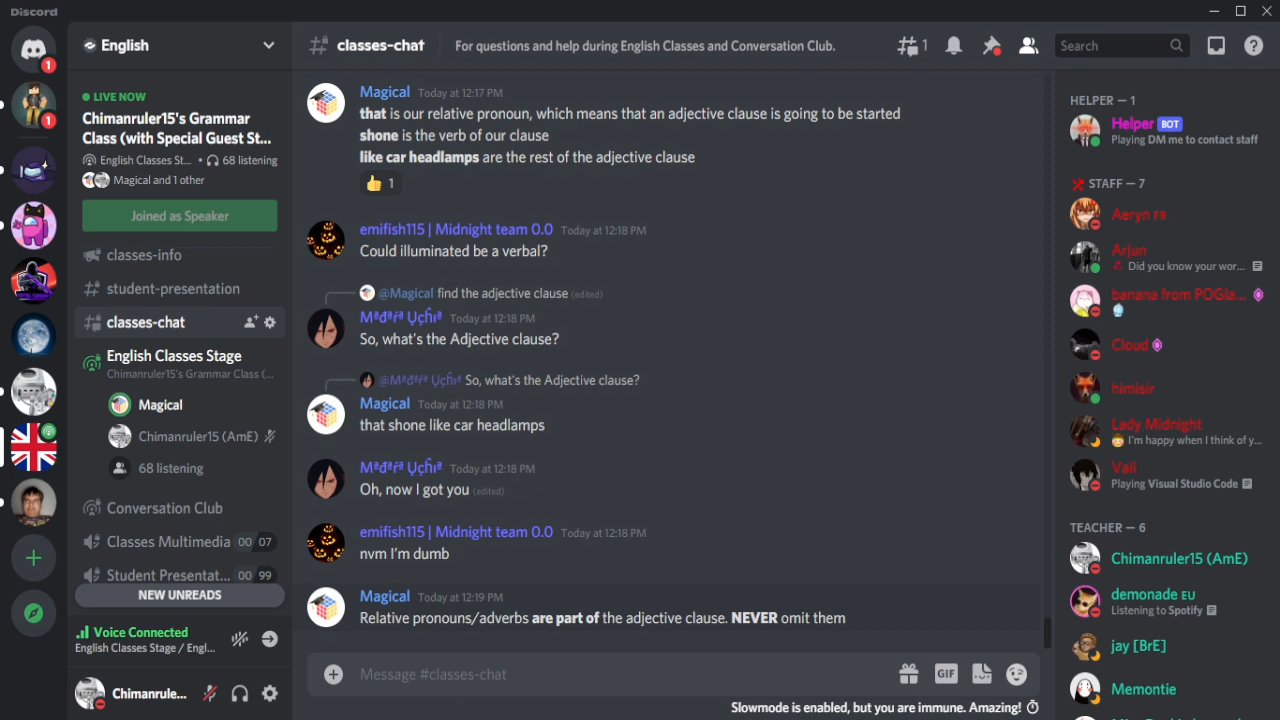 Discord
1
1
English
LIVE NOW
Chimanruler15's Grammar
Class (with Special Guest St...
English Classes St... • 68 listening
Magical and 1 other
Joined as Speaker
classes-info
student-presentation
classes-chat
English Classes Stage
Chimanruler15's Grammar Class (...
Magical
Chimanruler15 (AmE)
68 listening
Conversation Club
Classes Multimedia 00 07
Student Presentat... 00 99
NEW UNREADS
Voice Connected
English Classes Stage / Engl...
Chimanrule...
classes-chat
For questions and help during English Classes and Conversation Club.
1
Search
Magical Today at 12:17 PM
that is our relative pronoun, which means that an adjective clause is going to be started
shone is the verb of our clause
like car headlamps are the rest of the adjective clause
1
emifish115 | Midnight team 0.0 Today at 12:18 PM
Could illuminated be a verbal?
@Magical find the adjective clause (edited)
Today at 12:18 PM
So, what's the Adjective clause?
So, what's the Adjective clause?
Magical Today at 12:18 PM
that shone like car headlamps
Today at 12:18 PM
Oh, now I got you (edited)
emifish115 | Midnight team 0.0 Today at 12:18 PM
nvm I'm dumb
Magical Today at 12:19 PM
Relative pronouns/adverbs are part of the adjective clause. NEVER omit them
Message #classes-chat
GIF
Slowmode is enabled, but you are immune. Amazing!
HELPER — 1
Helper BOT
Playing DM me to contact staff
STAFF — 7
Aeryn FR
Arjun
Did you know your wor...
banana from POGla...
Cloud
himisir
Lady Midnight
I'm happy when I think of y...
Vali
Playing Visual Studio Code
TEACHER — 6
Chimanruler15 (AmE)
demonade EU
Listening to Spotify
jay [BrE]
Memontie